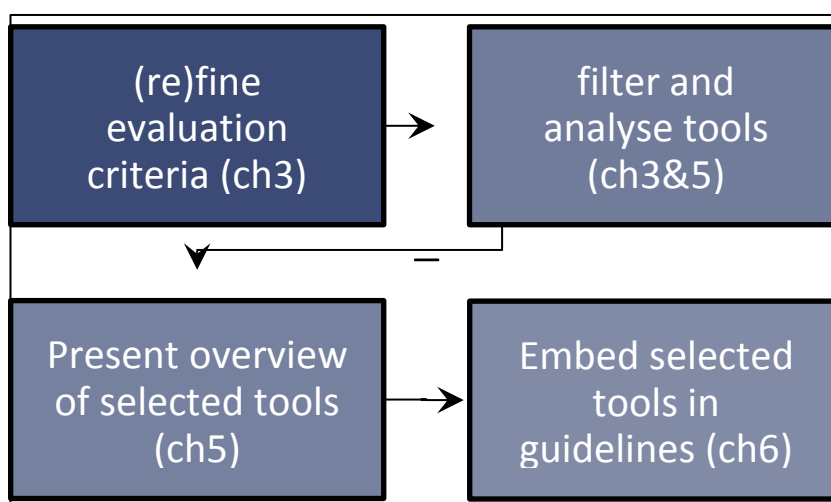 (re)fine
evaluation
criteria (ch3)
filter and
analyse tools
(ch3&5)
Present overview
of selected tools
(ch5)
Embed selected
tools in
guidelines (ch6)